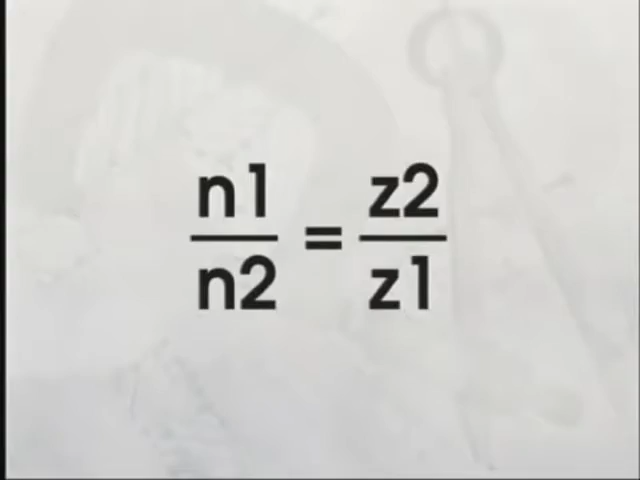 n1 = z2
n2 z1